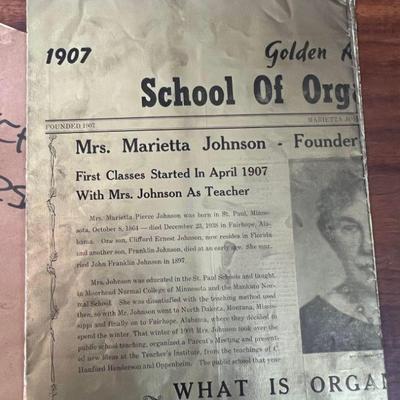 1907
Golden A
School Of Orga
FOUNDED 1907
MARIETTA JOH
Mrs. Marietta Johnson - Founder
First Classes Started In April 1907
With Mrs. Johnson As Teacher
Mrs. Marietta Pierce Johnson was born in St. Paul, Minne-
sota, October 8, 1864 — died December 23, 1938 in Fairhope, Ala-
bama. One son, Clifford Ernest Johnson, now resides in Florida
and another son, Franklin Johnson, died at an early age. She mar-
ried John Franklin Johnson in 1897.
Mrs. Johnson was educated in the St. Paul Schools and taught
in Moorhead Normal College of Minnesota and the Mankato Nor-
mal School. She was dissatisfied with the teaching method used
then, so with Mr. Johnson went to North Dakota, Montana, Missis-
sippi and finally on to Fairhope, Alabama, where they decided to
spend the winter. That winter of 1903 Mrs. Johnson took over the
public school teaching, organized a Parent's Meeting and present-
ed new ideas at the Teacher's Institute, from the teachings of C.
Hanford Henderson and Oppenheim. The public school that year
WHAT IS ORGAN